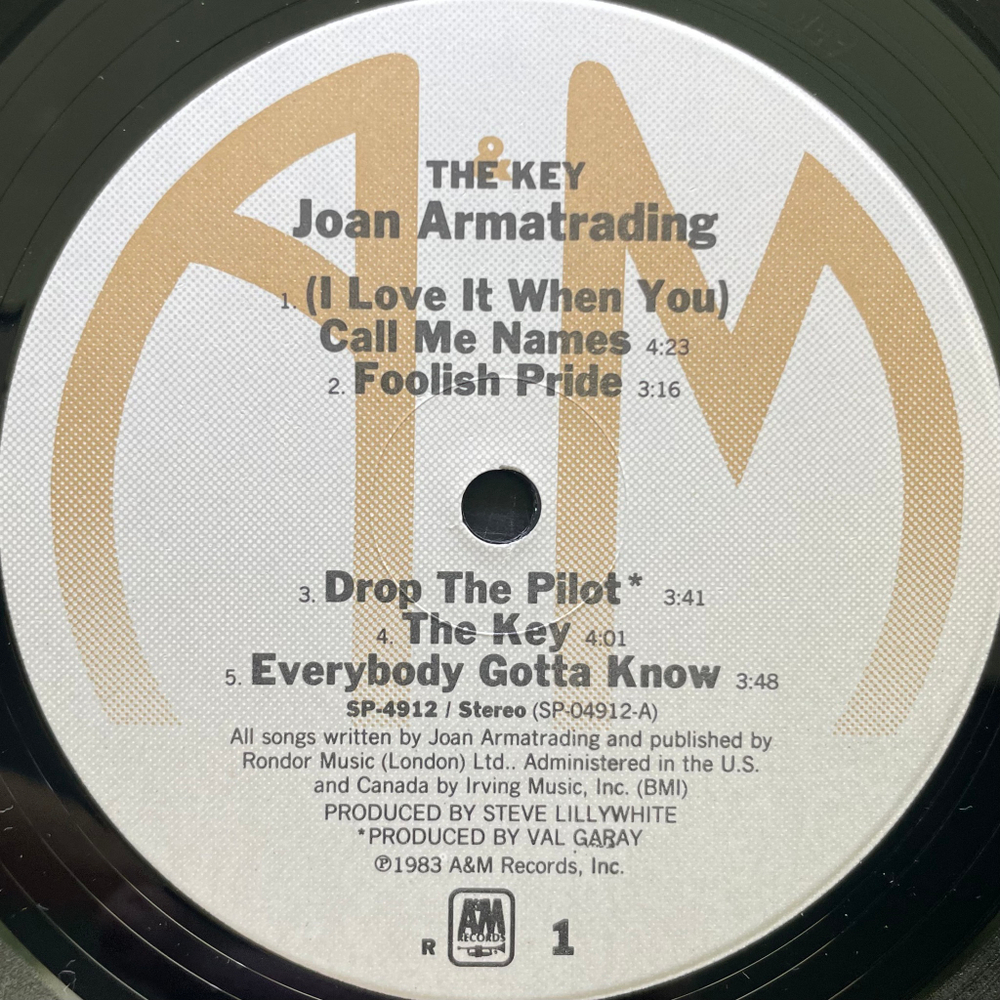 &
THE KEY
Joan Armatrading
1. (I Love It When You)
Call Me Names 4:23
2. Foolish Pride 3:16
3. Drop The Pilot* 3:41
4. The Key 4:01
5. Everybody Gotta Know 3:48
SP-4912 / Stereo (SP-04912-A)
All songs written by Joan Armatrading and published by
Rondor Music (London) Ltd.. Administered in the U.S.
and Canada by Irving Music, Inc. (BMI)
PRODUCED BY STEVE LILLYWHITE
*PRODUCED BY VAL GARAY
℗1983 A&M Records, Inc.
R A&M RECORDS 1